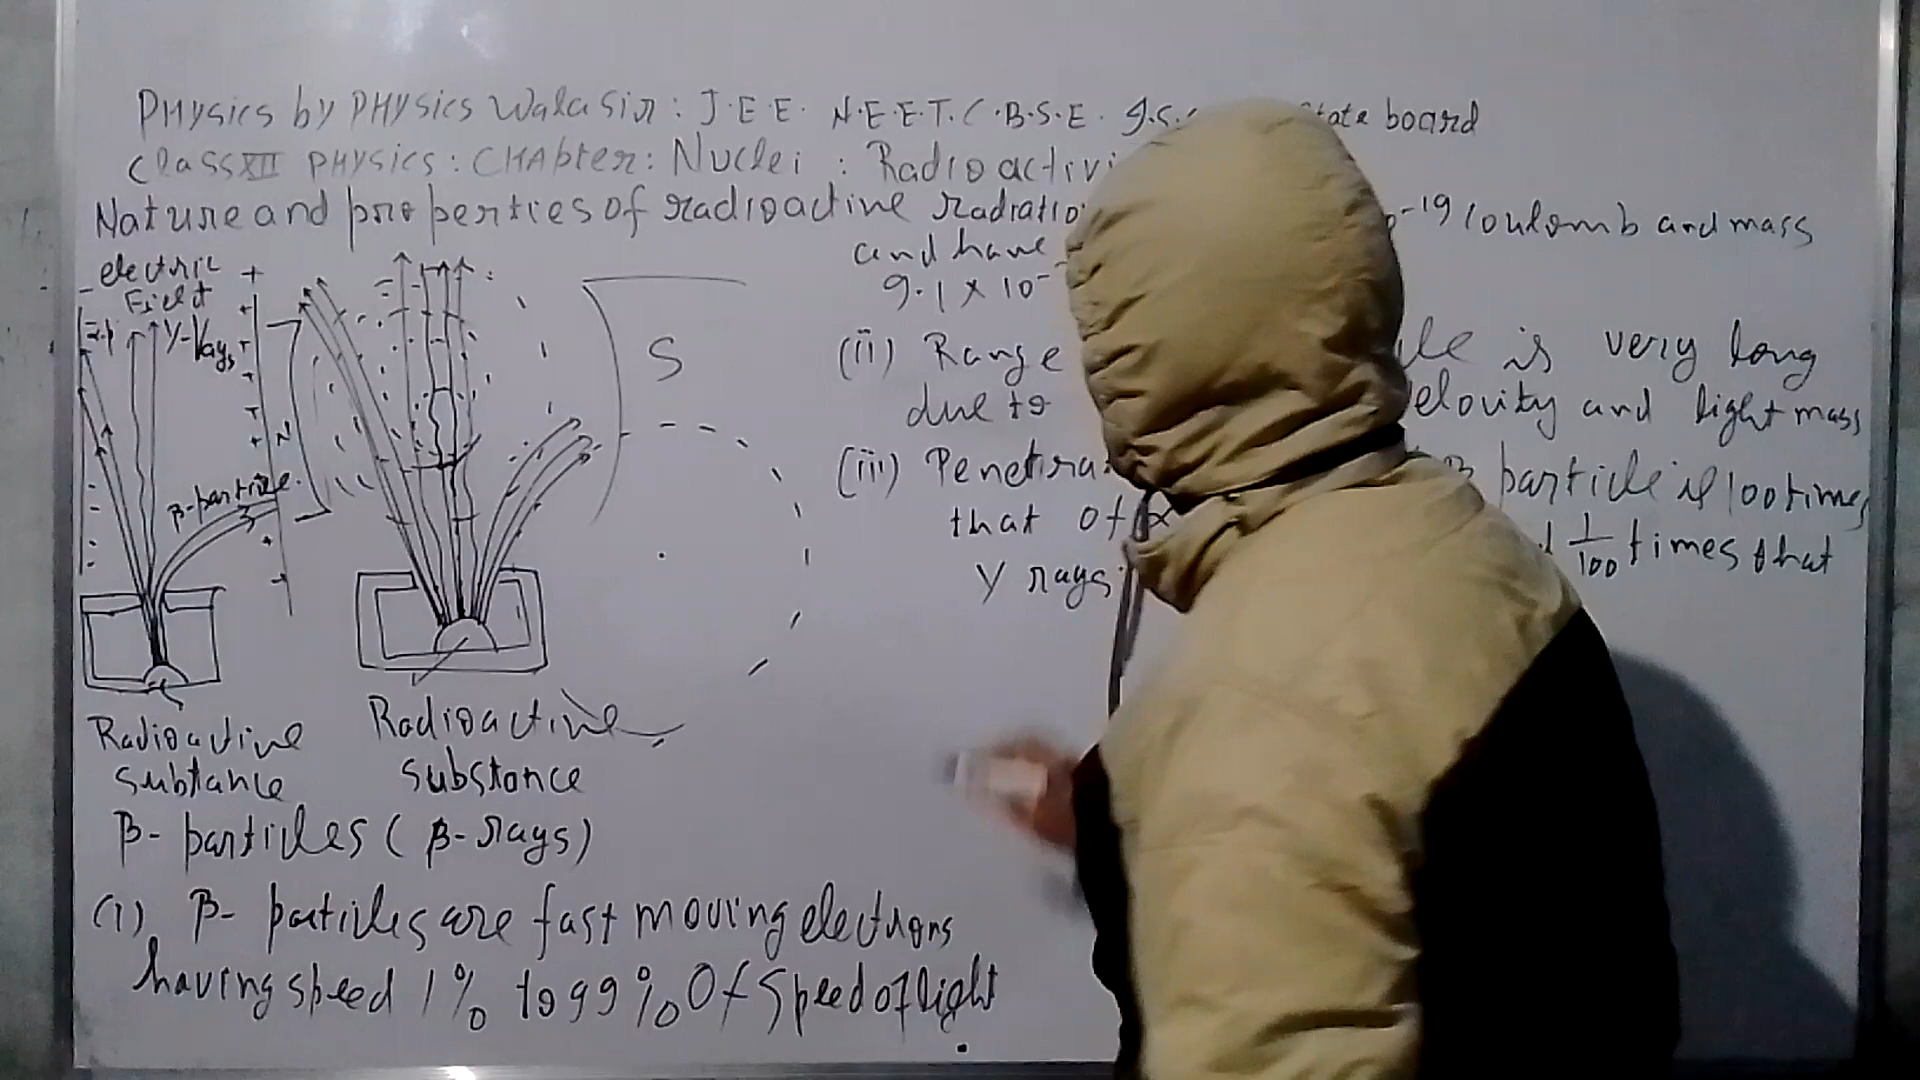 PHysics by PHysics Wala Sir: J.E.E. N.E.E.T. C.B.S.E. I.S. State board
Class XII PHYSICS: CHApter: Nuclei : Radioactivi
Nature and properties of radioactive radiatio
electric
Field
γ-rays
β-particle
N
S
Radioactive
subtance
Radioactive
substance
β- particles (β-rays)
(i) β- particles are fast moving electrons
having speed 1% to 99% Of Speed of light
-19 Coulomb and mass
and have
9.1 x 10-
(ii) Range is very long
due to velocity and light mass
(iii) Penetra β particle is 100 times
that of α 1/100 times that
γ rays